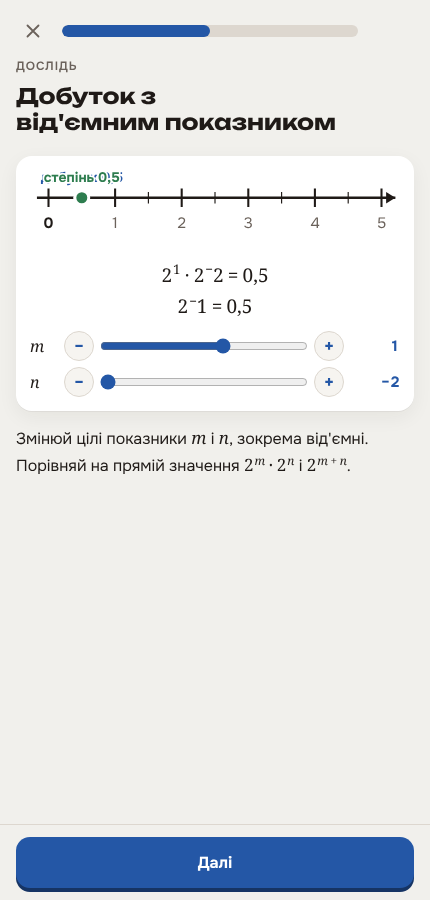 ДОСЛІДЬ
Добуток з
від'ємним показником
степінь: 0,5
0 1 2 3 4 5
2¹ · 2⁻2 = 0,5
2⁻1 = 0,5
m − + 1
n − + −2
Змінюй цілі показники m і n, зокрема від'ємні.
Порівняй на прямій значення 2ᵐ · 2ⁿ і 2ᵐ⁺ⁿ.
Далі